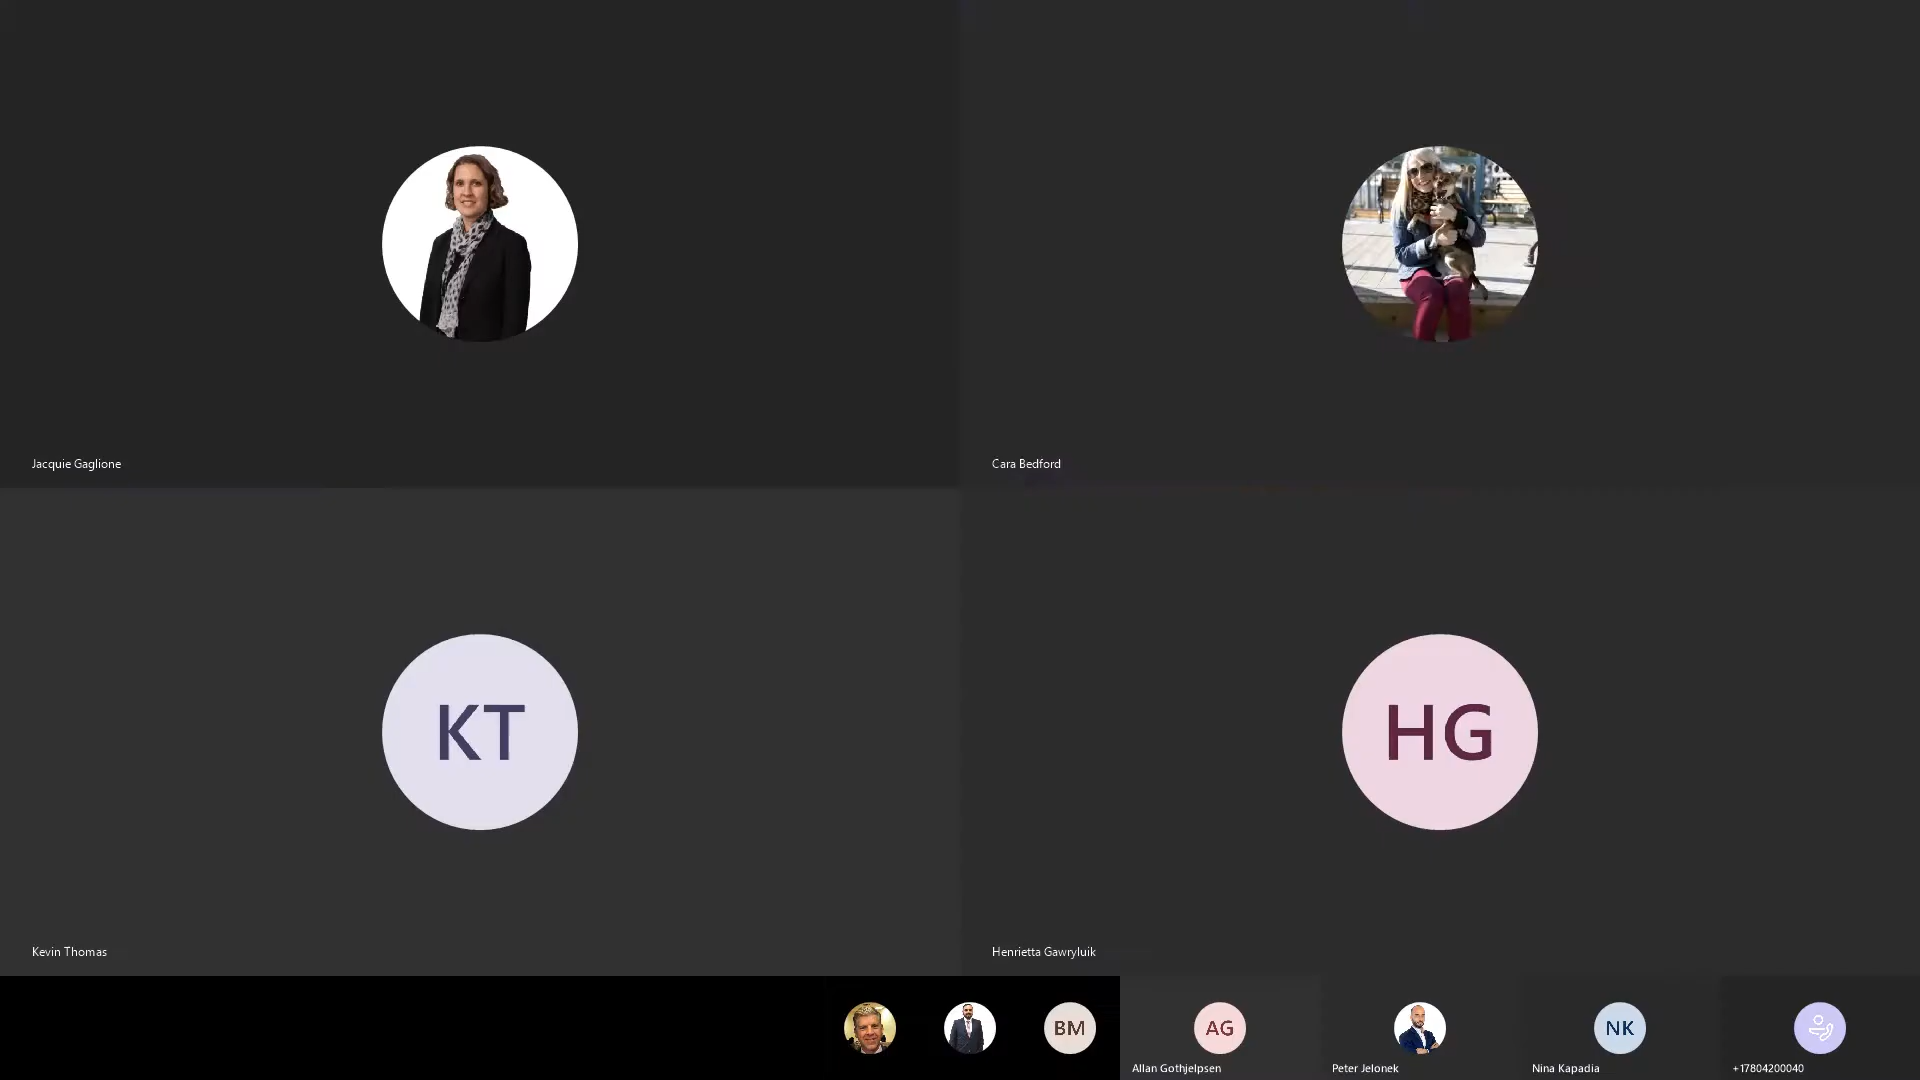 Jacquie Gaglione
Cara Bedford
KT
HG
Kevin Thomas
Henrietta Gawryluik
BM
AG
NK
Allan Gothjelpsen
Peter Jelonek
Nina Kapadia
+17804200040